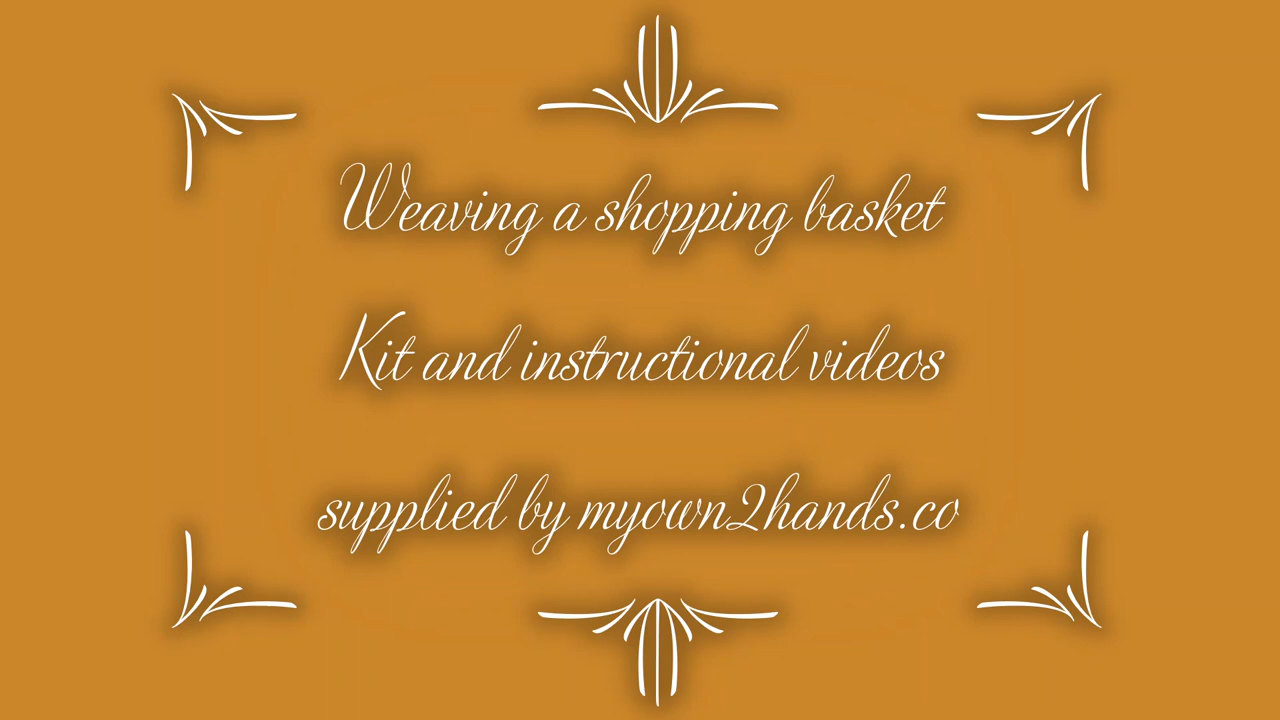 Weaving a shopping basket
Kit and instructional videos
supplied by myown2hands.co